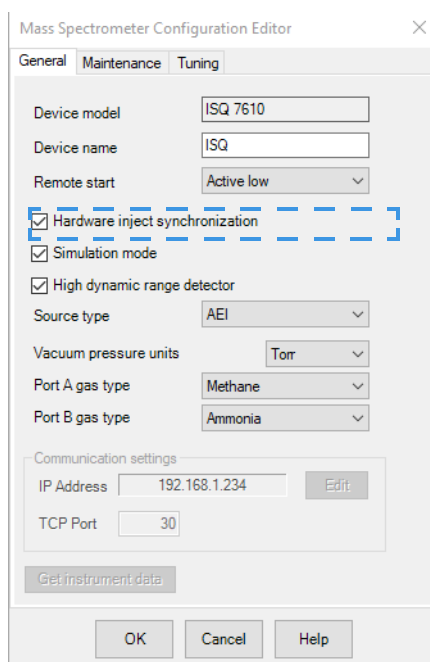 Mass Spectrometer Configuration Editor
General Maintenance Tuning
Device model ISQ 7610
Device name ISQ
Remote start Active low
Hardware inject synchronization
Simulation mode
High dynamic range detector
Source type AEI
Vacuum pressure units Torr
Port A gas type Methane
Port B gas type Ammonia
Communication settings
IP Address 192.168.1.234 Edit
TCP Port 30
Get instrument data
OK Cancel Help